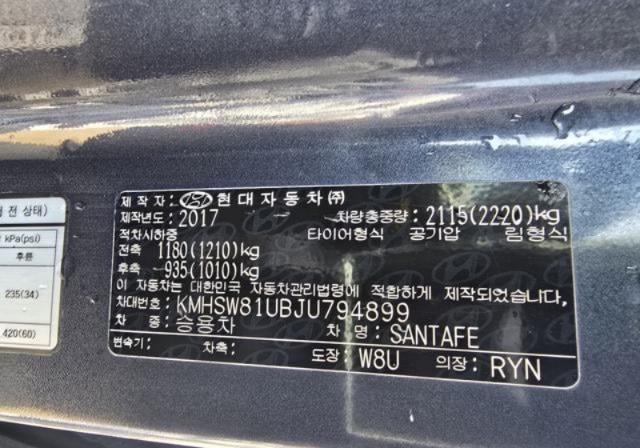 전 상태)
kPa(psi)
후륜
235(34)
420(60)
제 작 자: 현대자동차㈜
제작년도: 2017 차량총중량: 2115(2220)kg
적차시하중 타이어형식 공기압 림형식
전축 1180(1210)kg
후축 935(1010)kg
이 자동차는 대한민국 자동차관리법령에 적합하게 제작되었습니다.
차대번호: KMHSW81UBJU794899
차 종: 승용차 차 명: SANTAFE
변속기: 차축: 도장: W8U 의장: RYN